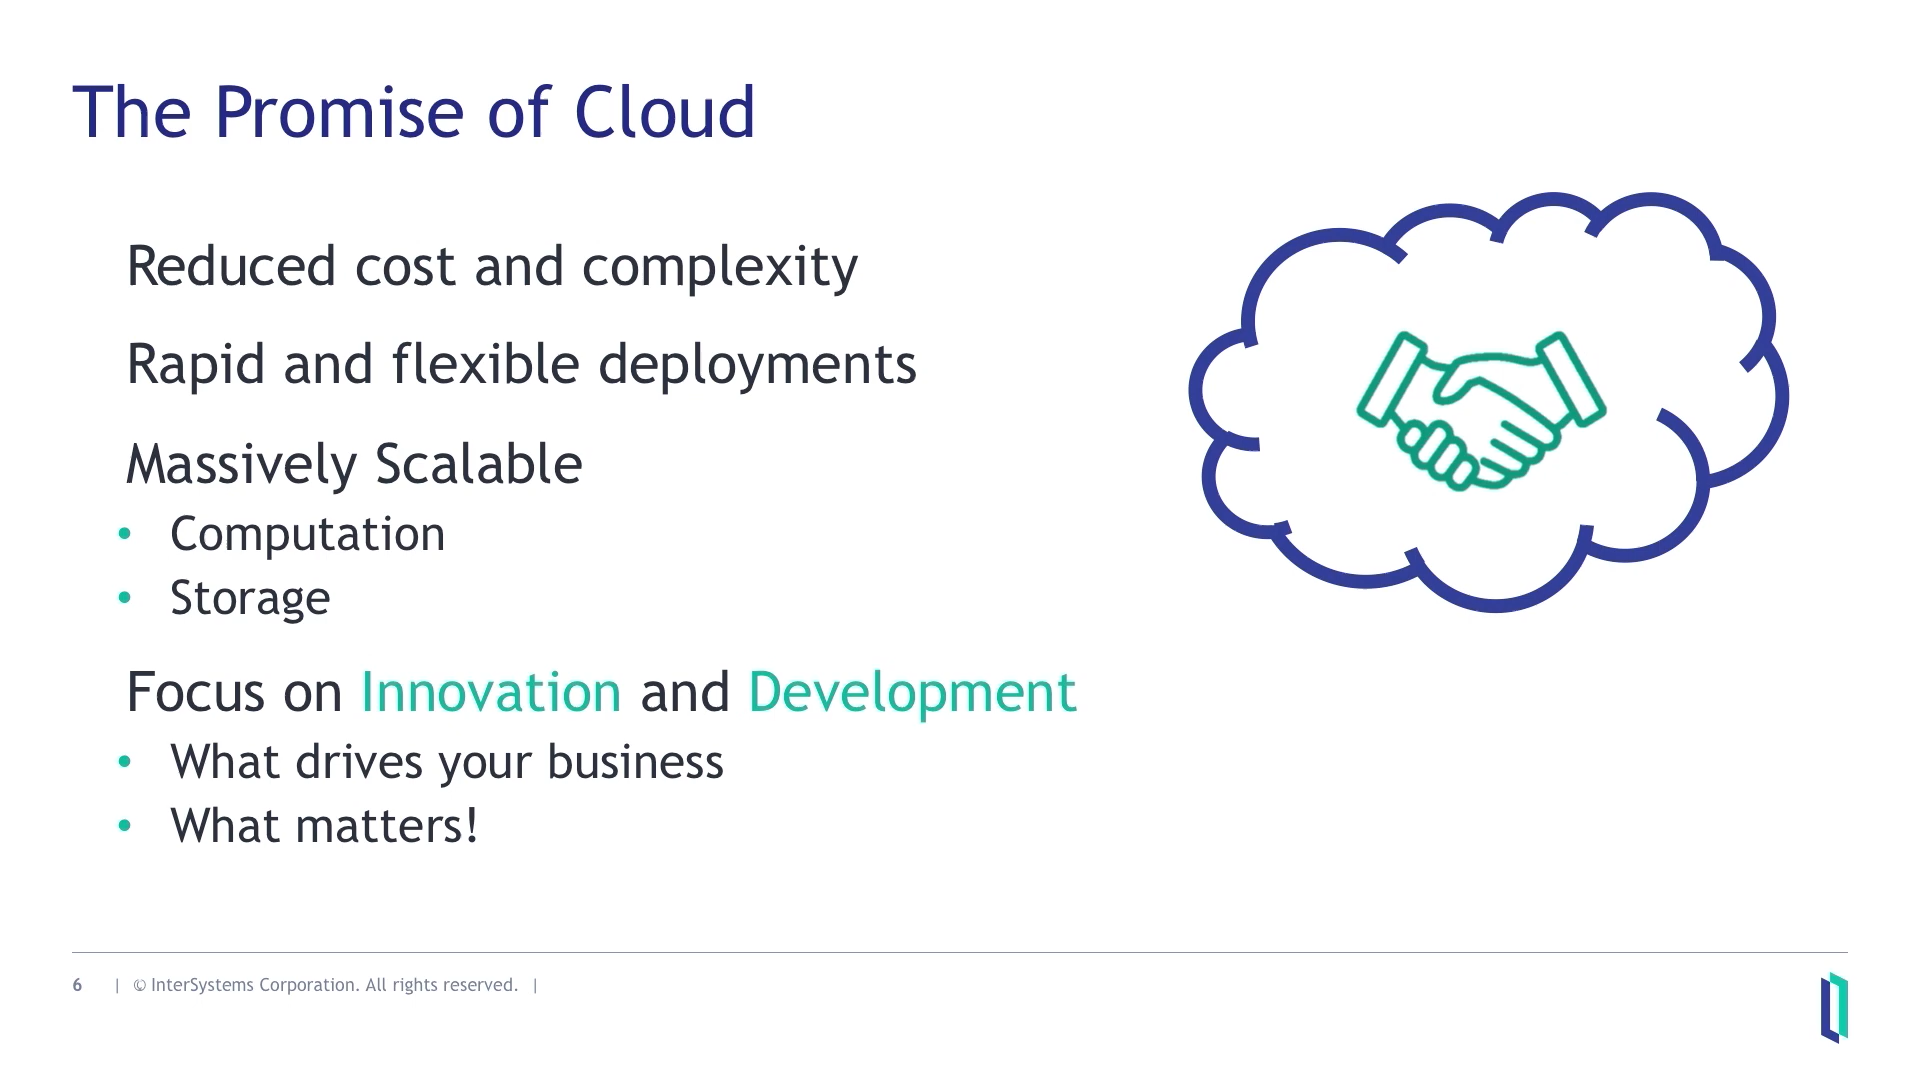 The Promise of Cloud
Reduced cost and complexity
Rapid and flexible deployments
Massively Scalable
• Computation
• Storage
Focus on Innovation and Development
• What drives your business
• What matters!
6 | © InterSystems Corporation. All rights reserved. |